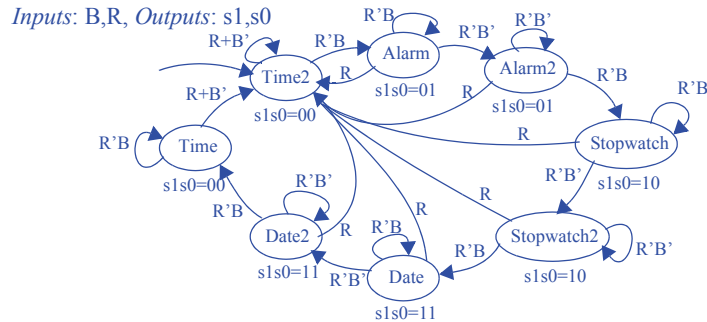 Inputs: B,R, Outputs: s1,s0
R+B'
R'B
R'B
Alarm
R'B'
R'B'
Time2
R
Alarm2
R'B
R+B'
s1s0=00
s1s0=01
R
s1s0=01
R'B
R'B
Time
R
Stopwatch
s1s0=00
R'B'
s1s0=10
R'B'
R
R'B
R'B
R
Date2
R
R'B
Stopwatch2
R'B'
s1s0=11
R'B'
Date
s1s0=10
s1s0=11